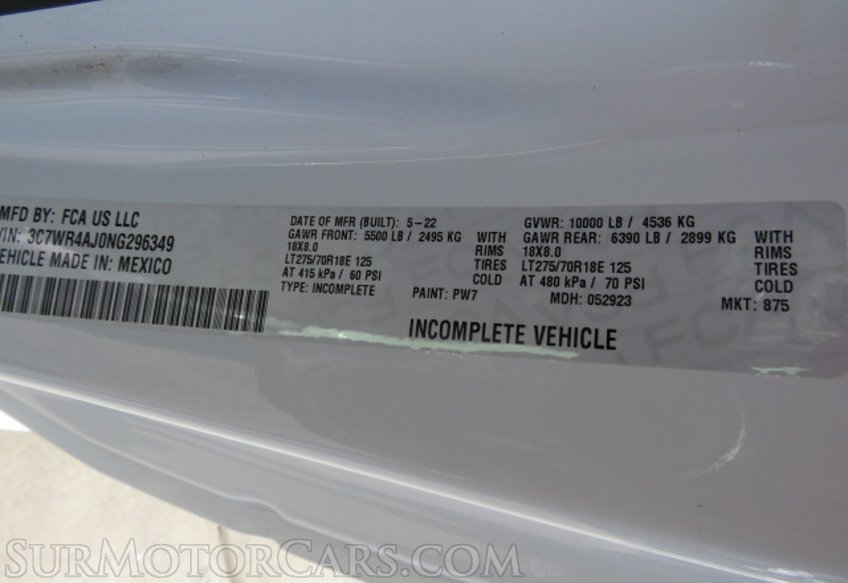 MFD BY: FCA US LLC
VIN: 3C7WR4AJ0NG296349
VEHICLE MADE IN: MEXICO
DATE OF MFR (BUILT): 5-22
GAWR FRONT: 5500 LB / 2495 KG WITH
18X8.0 RIMS
LT275/70R18E 125 TIRES
AT 415 kPa / 60 PSI COLD
TYPE: INCOMPLETE
PAINT: PW7
GVWR: 10000 LB / 4536 KG
GAWR REAR: 6390 LB / 2899 KG WITH
18X8.0 RIMS
LT275/70R18E 125 TIRES
AT 480 kPa / 70 PSI COLD
MDH: 052923 MKT: 875
INCOMPLETE VEHICLE
SURMOTORCARS.COM